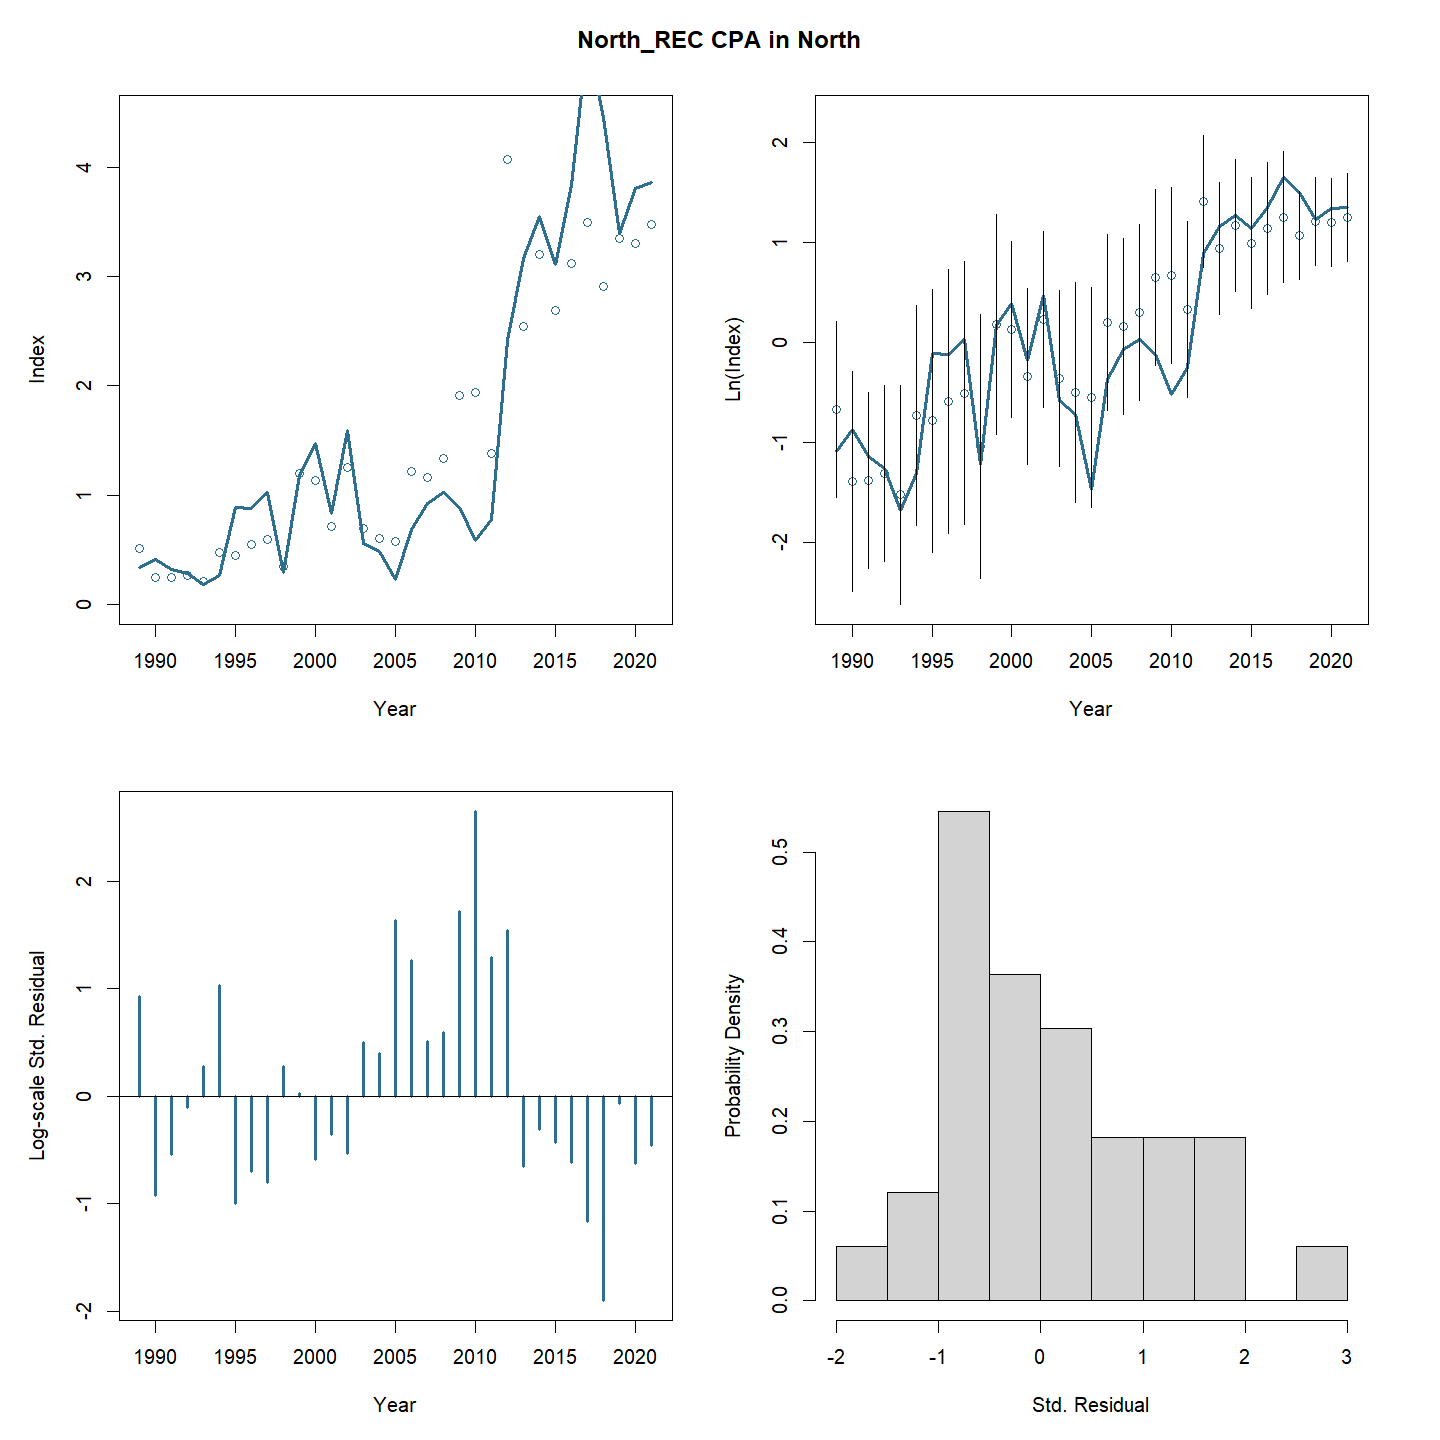 North_REC CPA in North
Index
4
3
2
1
0
1990 1995 2000 2005 2010 2015 2020
Year
Ln(Index)
2
1
0
-1
-2
1990 1995 2000 2005 2010 2015 2020
Year
Log-scale Std. Residual
2
1
0
-1
-2
1990 1995 2000 2005 2010 2015 2020
Year
Probability Density
0.5
0.4
0.3
0.2
0.1
0.0
-2 -1 0 1 2 3
Std. Residual